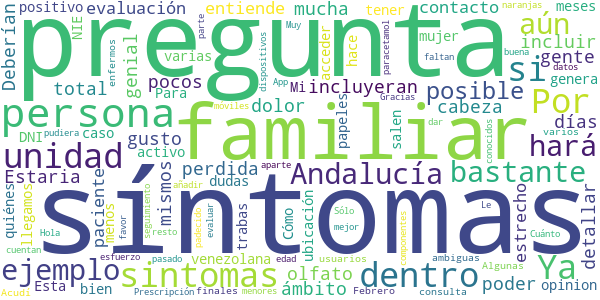 positivo evaluación entiende mucha contacto tener naranjas meses
Deberían NIE enfermos genial varias acceder hace mujer parte paracetamol Muy App dispositivos aún incluir faltan datos buena gente genera
pregunta
total pocos Para Mi incluyeran si posible
persona DNI caso gusto activo moviles Gracias papeles dolor salen cabeza dar conocidos varios Por días
familiar
unidad Estaria quiénes llegamos paciente menos mismos perdida dudas trabas Cómo ubicación Andalucía bastante hará estrecho detallar
pudiera añadir aparte Sólo Le
síntomas
Hola favor seguimiento resto evaluar padecido mejor componentes ambiguas Algunas Cuánto
ejemplo sintomas venezolana olfato dentro Ya poder opinion
Esta esfuerzo pasado edad usuarios
cuentan bien Acudí Prescripción finales menores ámbito Febrero consulta